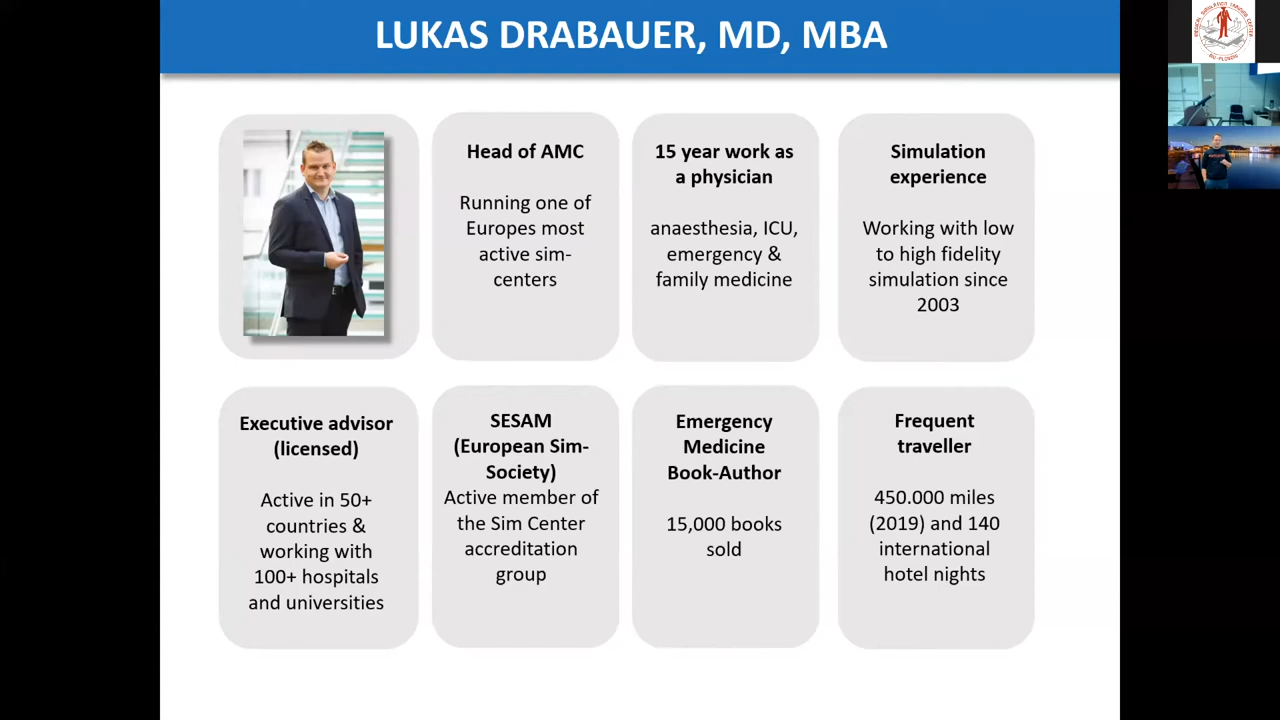 LUKAS DRABAUER, MD, MBA
Head of AMC
Running one of
Europes most
active sim-
centers
15 year work as
a physician
anaesthesia, ICU,
emergency &
family medicine
Simulation
experience
Working with low
to high fidelity
simulation since
2003
Executive advisor
(licensed)
Active in 50+
countries &
working with
100+ hospitals
and universities
SESAM
(European Sim-
Society)
Active member of
the Sim Center
accreditation
group
Emergency
Medicine
Book-Author
15,000 books
sold
Frequent
traveller
450.000 miles
(2019) and 140
international
hotel nights